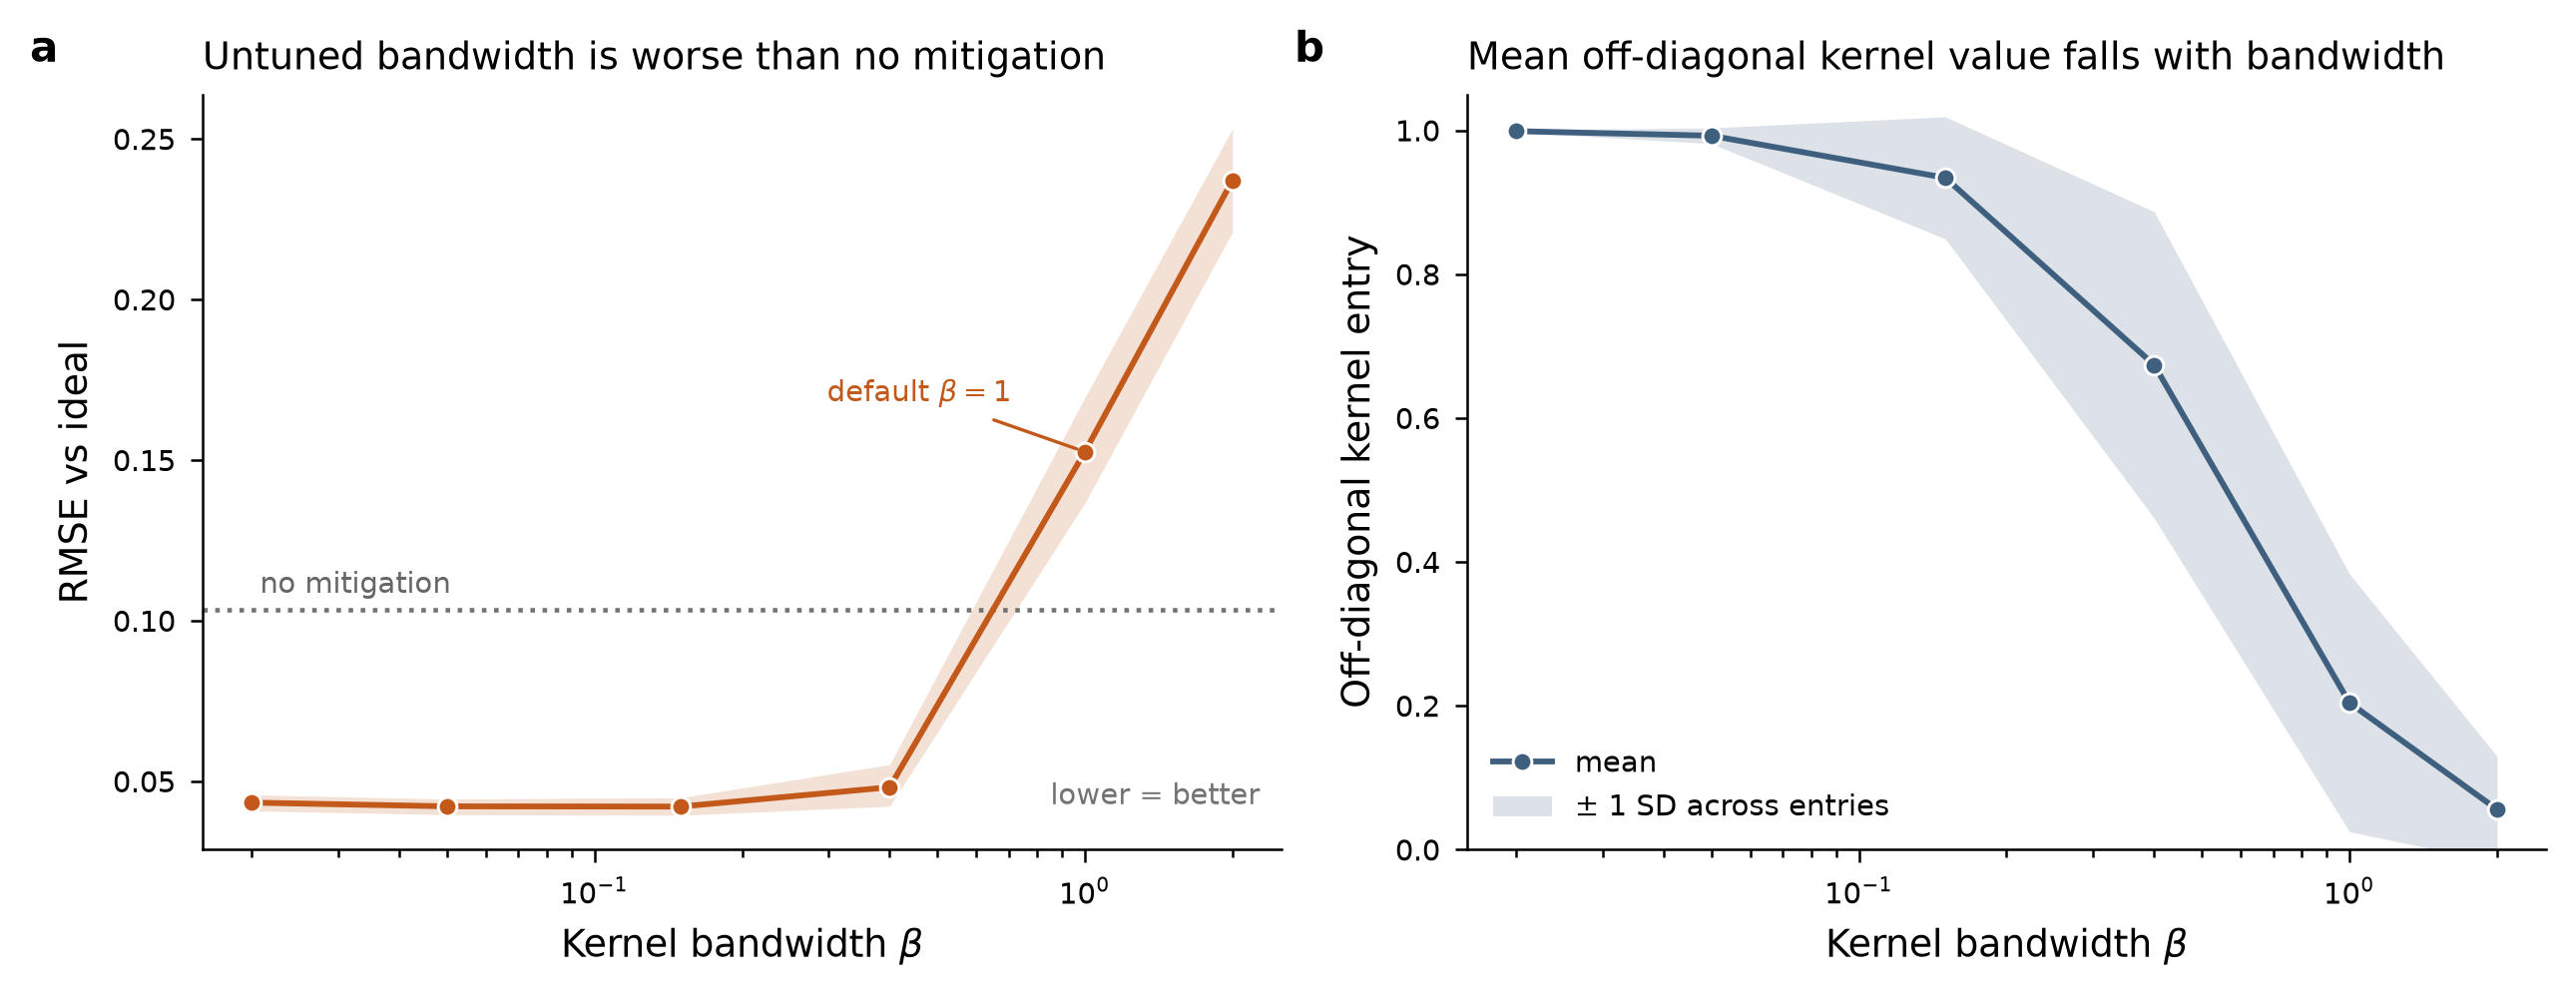 a
Untuned bandwidth is worse than no mitigation
RMSE vs ideal
0.25
0.20
0.15
0.10
0.05
default β = 1
no mitigation
lower = better
10⁻¹
10⁰
Kernel bandwidth β
b
Mean off-diagonal kernel value falls with bandwidth
Off-diagonal kernel entry
1.0
0.8
0.6
0.4
0.2
0.0
mean
± 1 SD across entries
10⁻¹
10⁰
Kernel bandwidth β